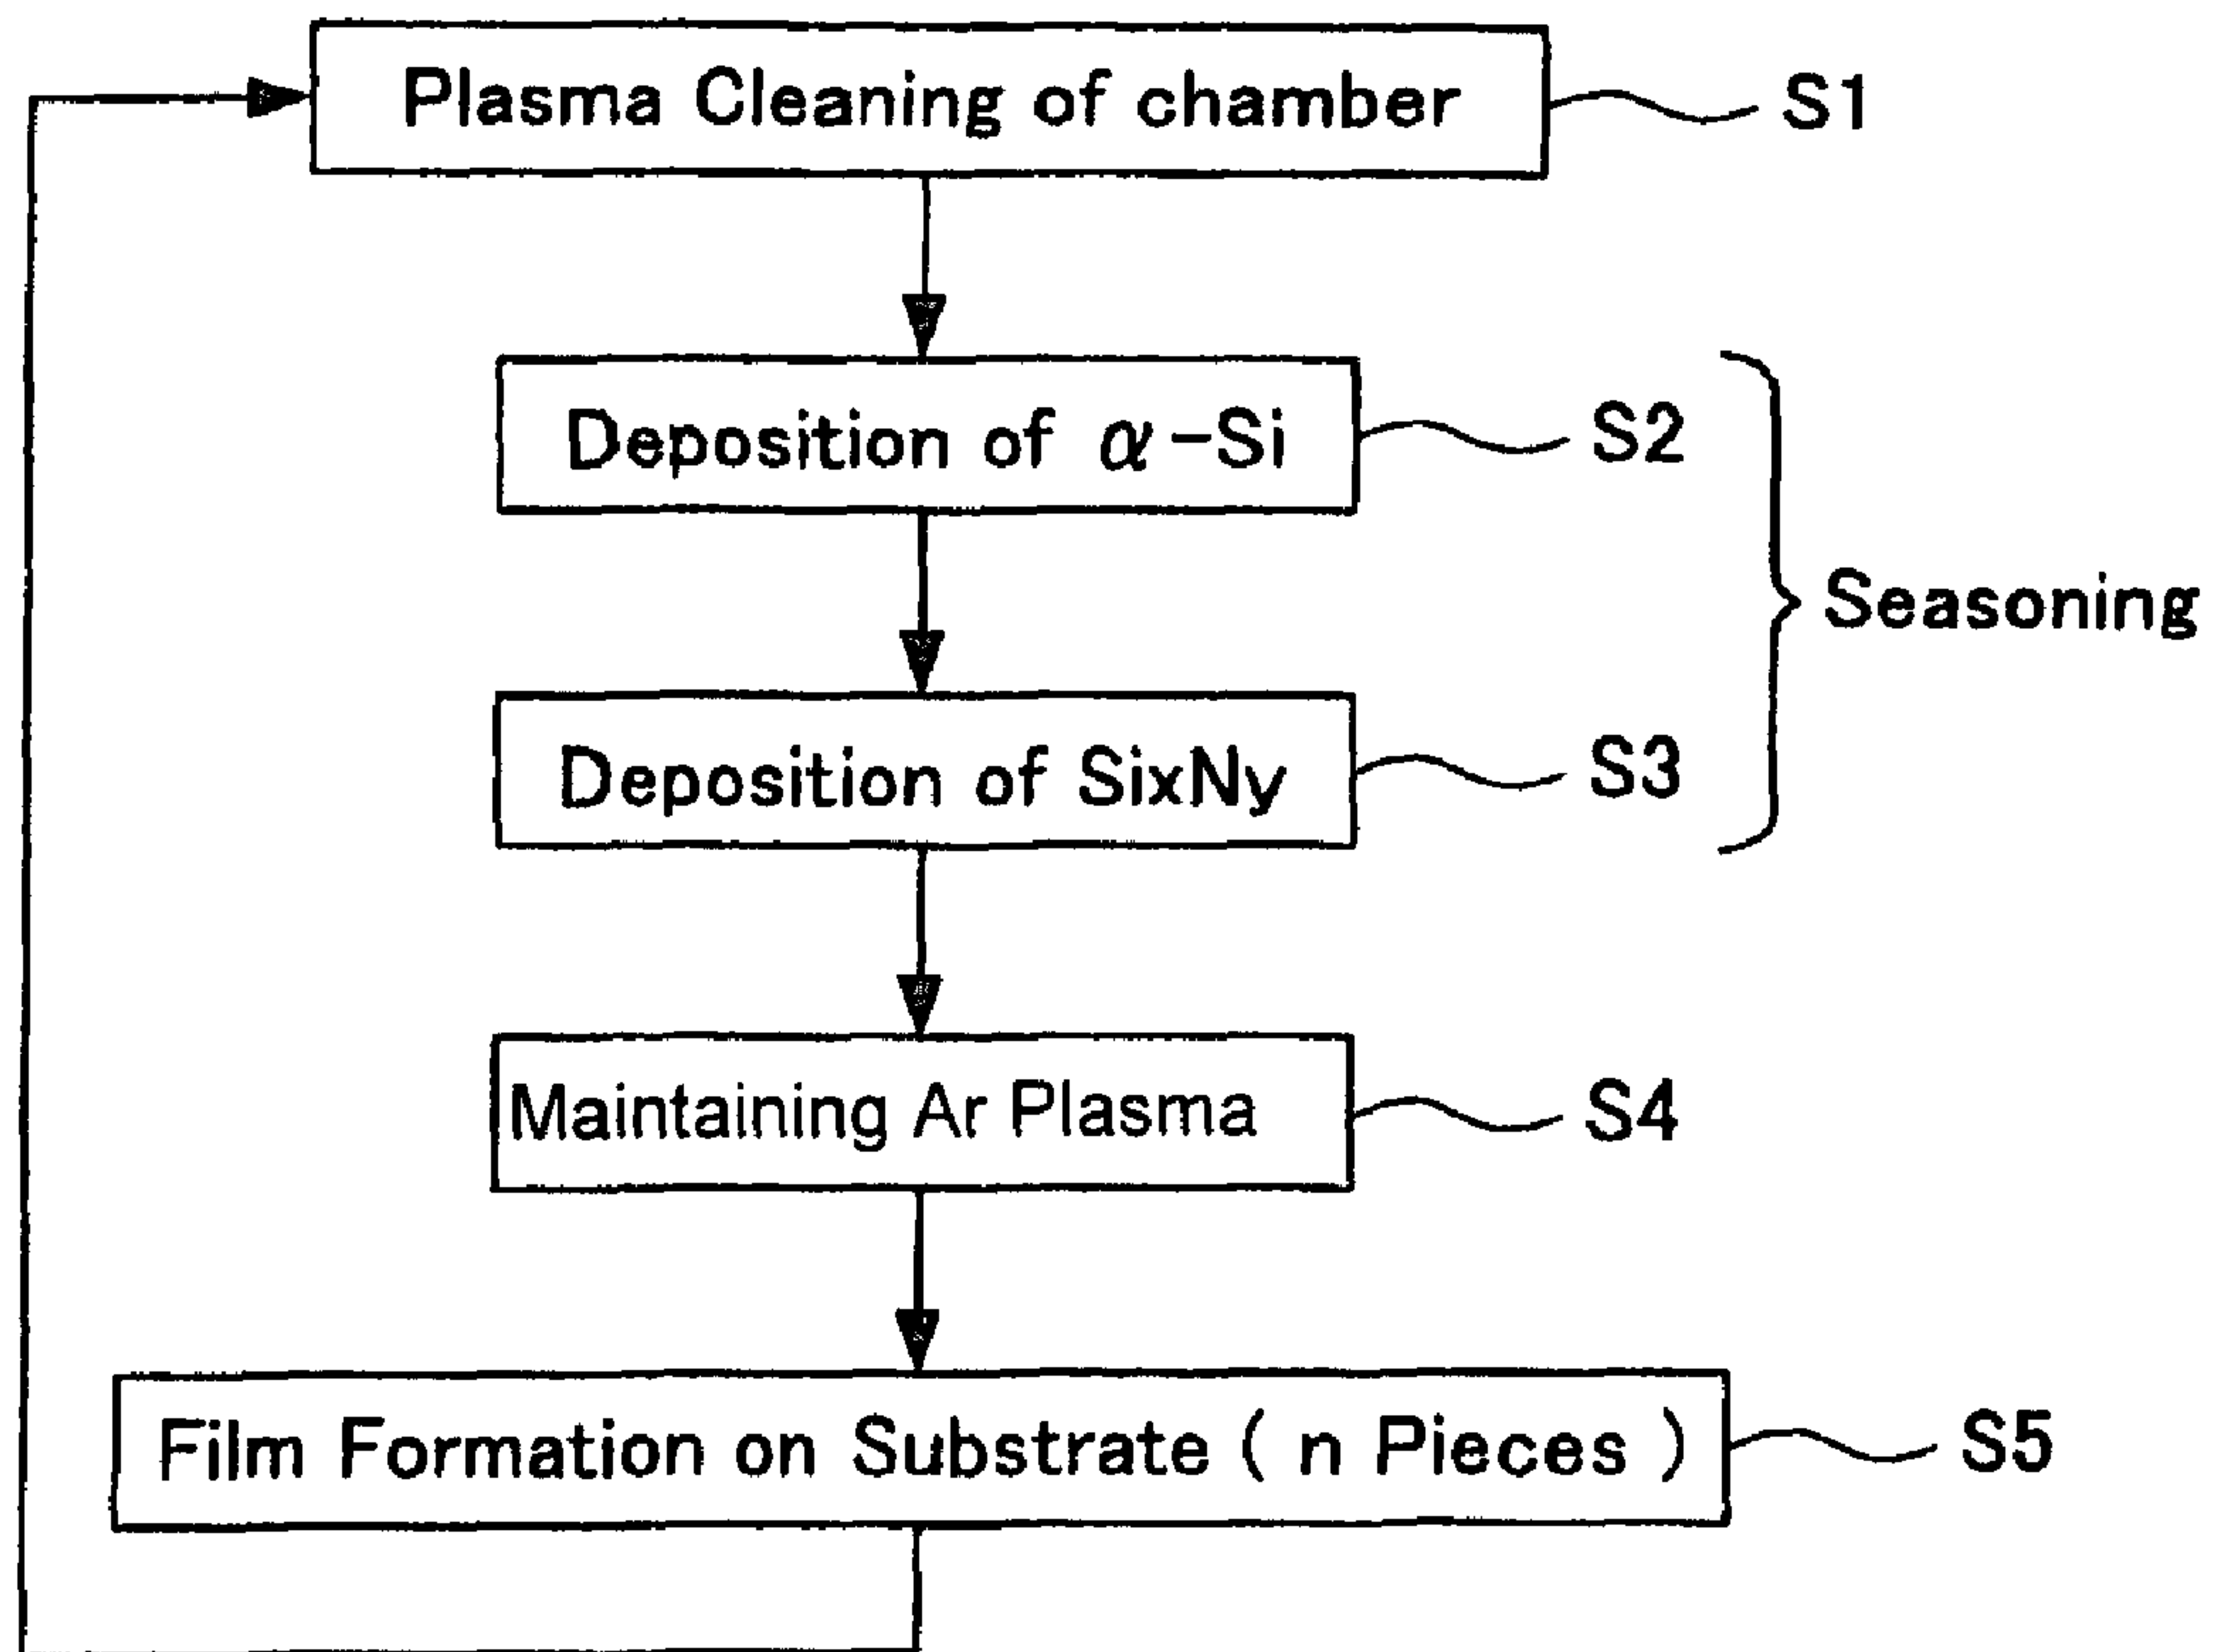 Plasma Cleaning of chamber
S1
Deposition of α-Si
S2
Seasoning
Deposition of SixNy
S3
Maintaining Ar Plasma
S4
Film Formation on Substrate ( n Pieces )
S5